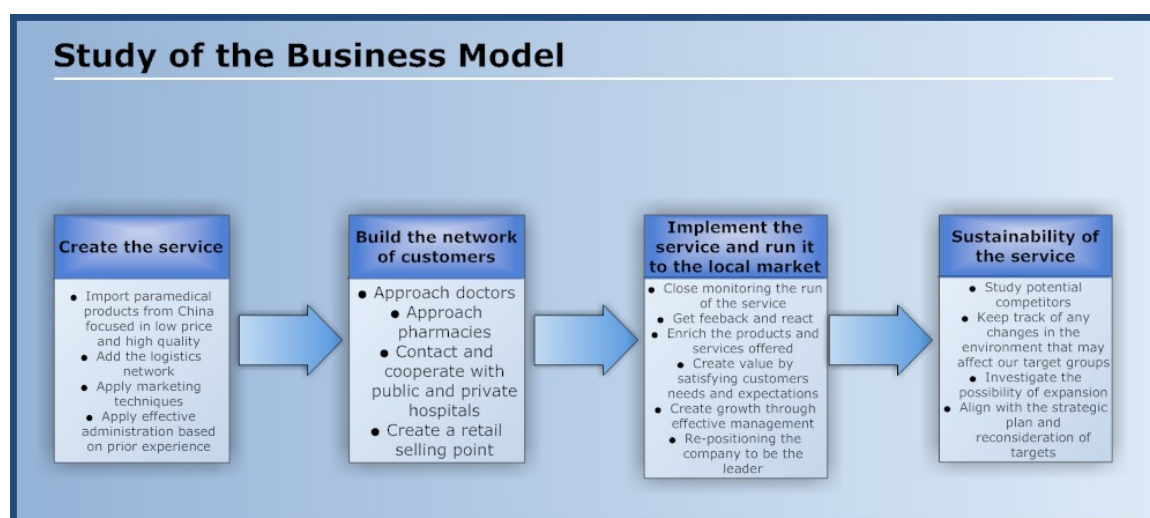 Study of the Business Model
Create the service
● Import paramedical
products from China
focused in low price
and high quality
● Add the logistics
network
● Apply marketing
techniques
● Apply effective
administration based
on prior experience
Build the network
of customers
● Approach doctors
● Approach
pharmacies
● Contact and
cooperate with
public and private
hospitals
● Create a retail
selling point
Implement the
service and run it
to the local market
● Close monitoring the run
of the service
● Get feeback and react
● Enrich the products and
services offered
● Create value by
satisfying customers
needs and expectations
● Create growth through
effective management
● Re-positioning the
company to be the
leader
Sustainability of
the service
● Study potential
competitors
● Keep track of any
changes in the
environment that may
affect our target groups
● Investigate the
possibility of expansion
● Align with the strategic
plan and
reconsideration of
targets